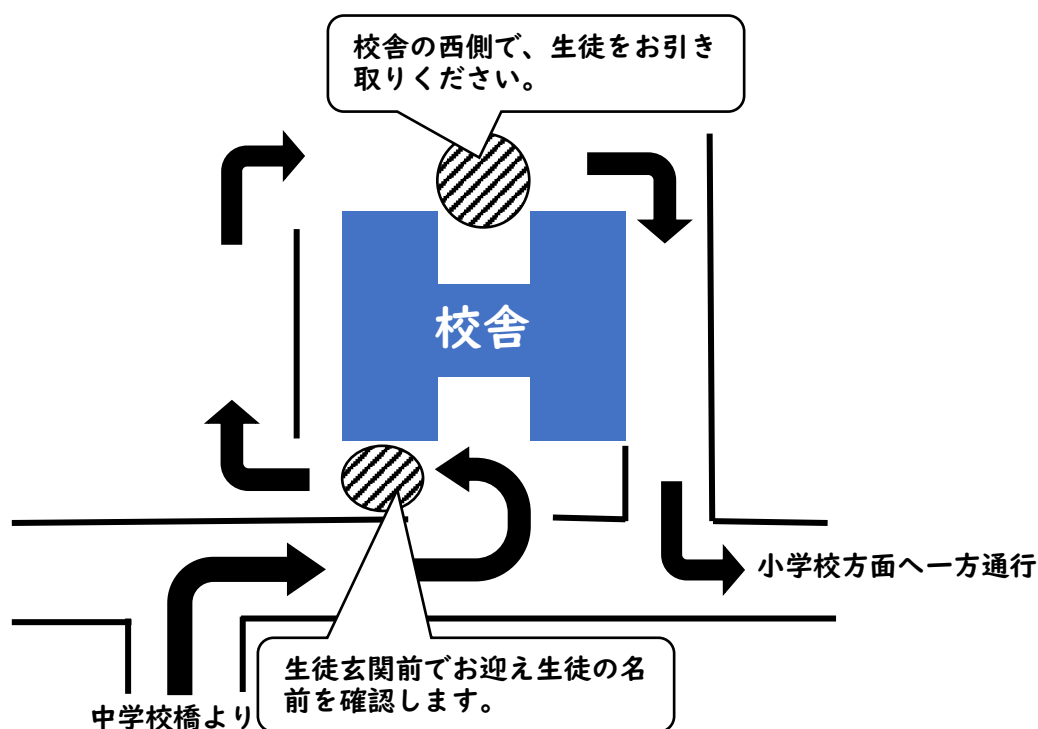 校舎の西側で、生徒をお引き
取りください。
校舎
小学校方面へ一方通行
生徒玄関前でお迎え生徒の名
前を確認します。
中学校橋より